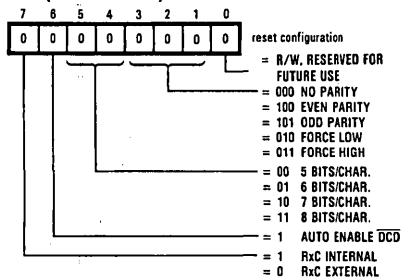 7 6 5 4 3 2 1 0
0 0 0 0 0 0 0 0 reset configuration
= R/W, RESERVED FOR
FUTURE USE
= 000 NO PARITY
= 100 EVEN PARITY
= 101 ODD PARITY
= 010 FORCE LOW
= 011 FORCE HIGH
= 00 5 BITS/CHAR.
= 01 6 BITS/CHAR.
= 10 7 BITS/CHAR.
= 11 8 BITS/CHAR.
= 1 AUTO ENABLE D̅C̅D̅
= 1 RxC INTERNAL
= 0 RxC EXTERNAL